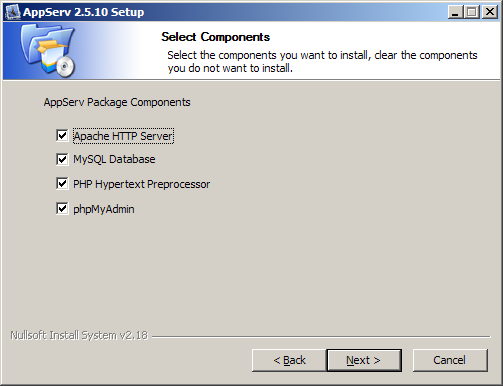 AppServ 2.5.10 Setup
Select Components
Select the components you want to install, clear the components
you do not want to install.
AppServ Package Components
Apache HTTP Server
MySQL Database
PHP Hypertext Preprocessor
phpMyAdmin
Nullsoft Install System v2.18
< Back
Next >
Cancel